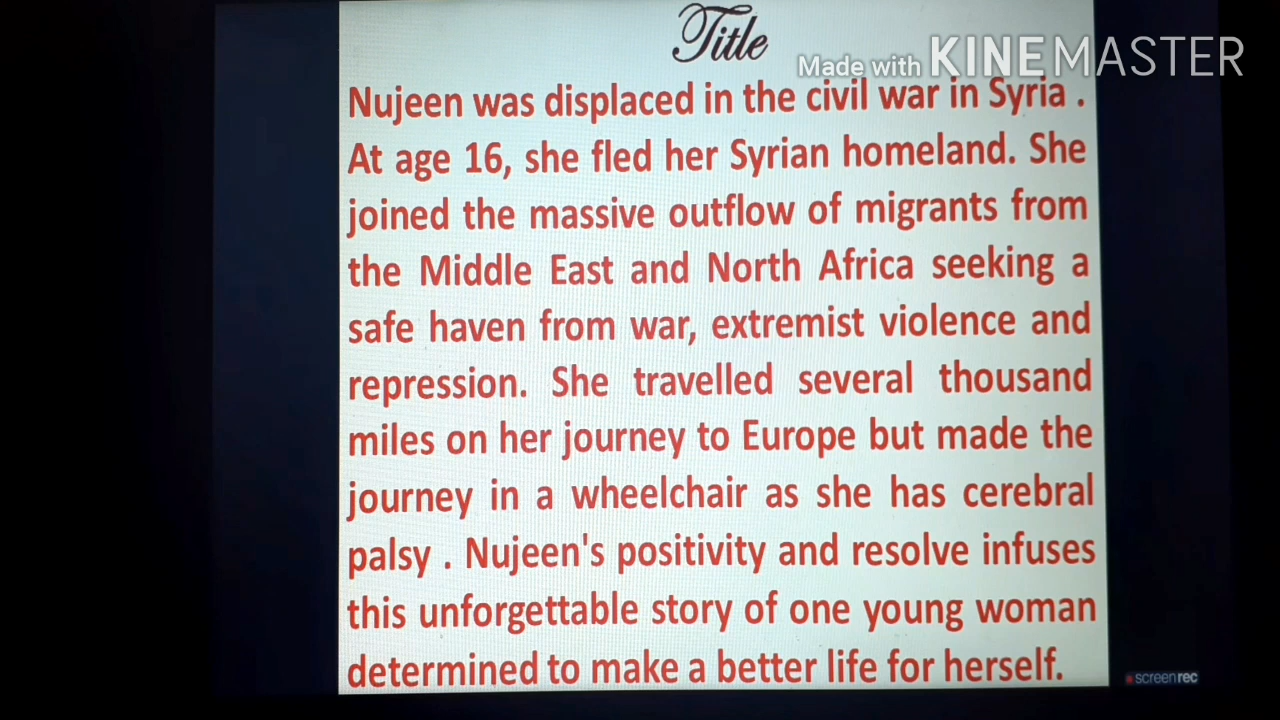 Title
Made with KINEMASTER
Nujeen was displaced in the civil war in Syria .
At age 16, she fled her Syrian homeland. She
joined the massive outflow of migrants from
the Middle East and North Africa seeking a
safe haven from war, extremist violence and
repression. She travelled several thousand
miles on her journey to Europe but made the
journey in a wheelchair as she has cerebral
palsy . Nujeen's positivity and resolve infuses
this unforgettable story of one young woman
determined to make a better life for herself.
screenrec